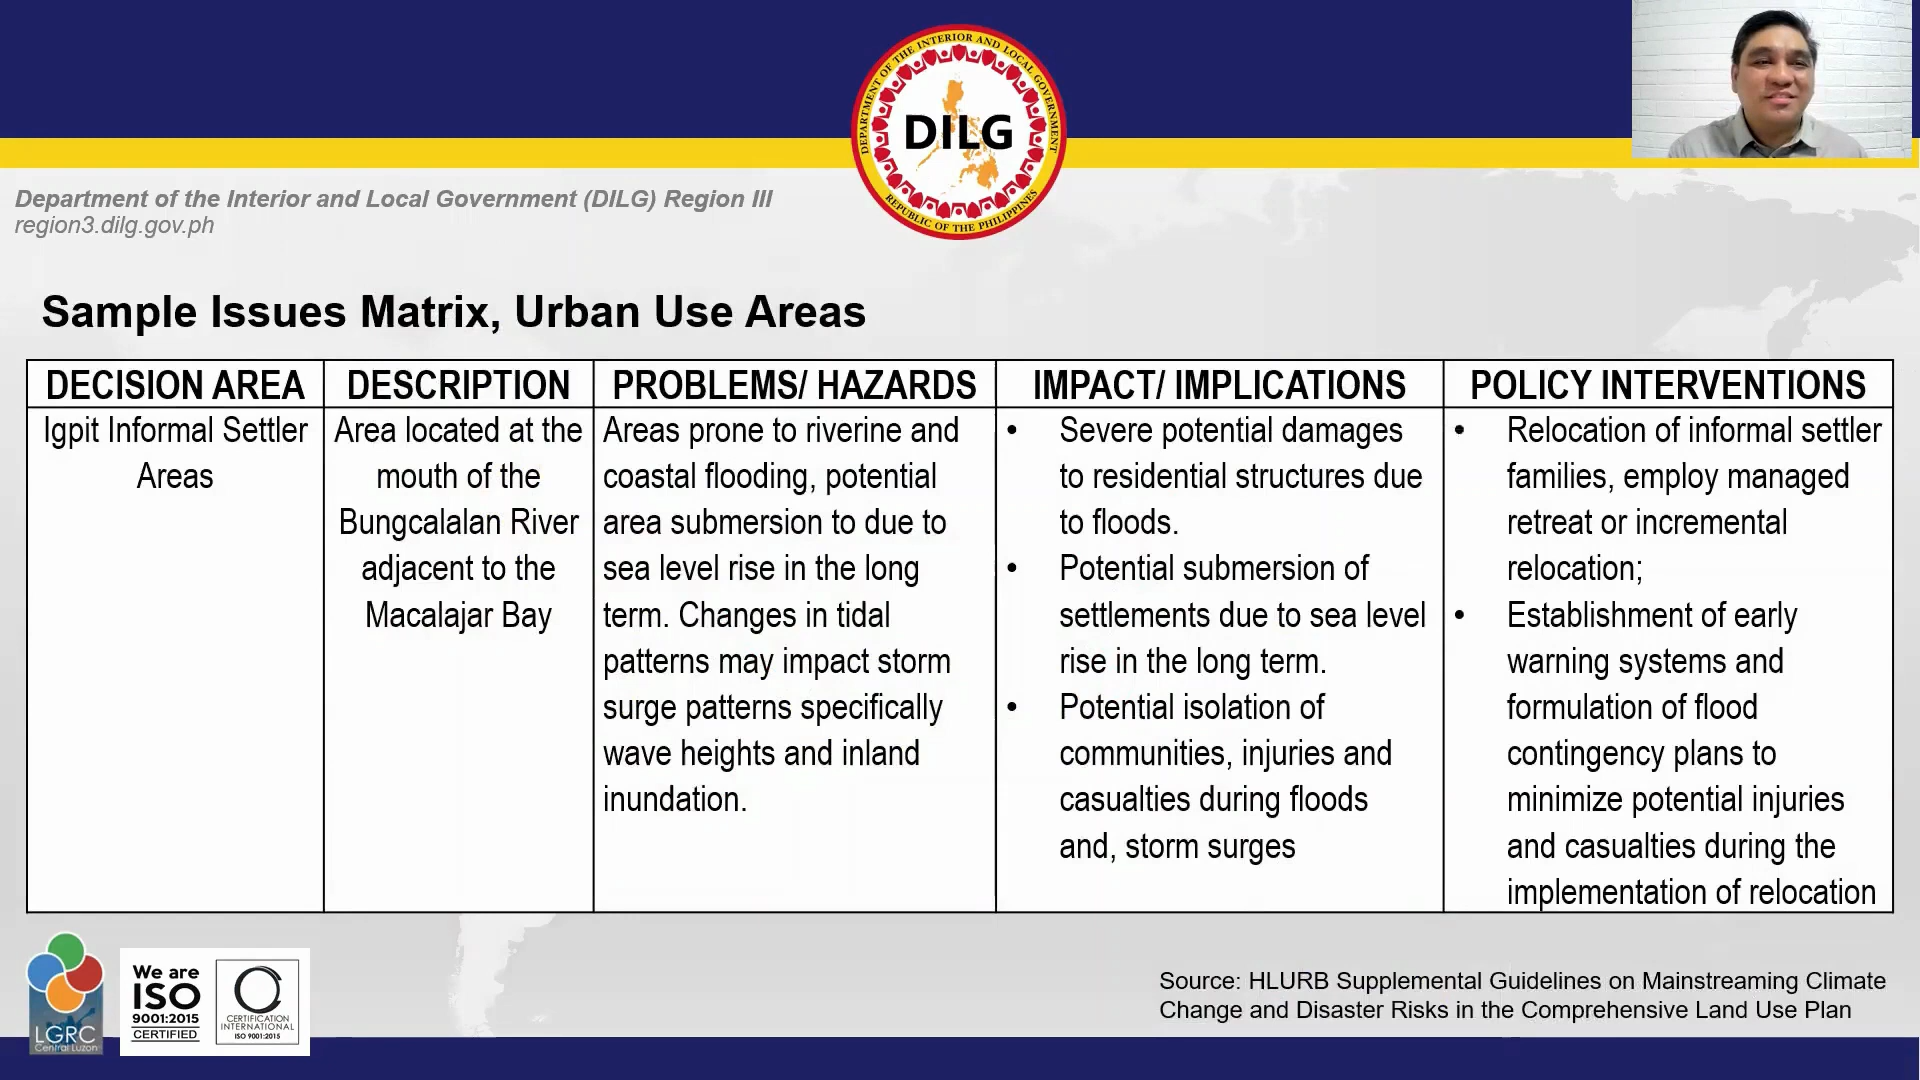 DEPARTMENT OF THE INTERIOR AND LOCAL GOVERNMENT
DILG
REPUBLIC OF THE PHILIPPINES
Department of the Interior and Local Government (DILG) Region III
region3.dilg.gov.ph
Sample Issues Matrix, Urban Use Areas
DECISION AREA
DESCRIPTION
PROBLEMS/ HAZARDS
IMPACT/ IMPLICATIONS
POLICY INTERVENTIONS
Igpit Informal Settler
Areas
Area located at the
mouth of the
Bungcalalan River
adjacent to the
Macalajar Bay
Areas prone to riverine and
coastal flooding, potential
area submersion to due to
sea level rise in the long
term. Changes in tidal
patterns may impact storm
surge patterns specifically
wave heights and inland
inundation.
• Severe potential damages
to residential structures due
to floods.
• Potential submersion of
settlements due to sea level
rise in the long term.
• Potential isolation of
communities, injuries and
casualties during floods
and, storm surges
• Relocation of informal settler
families, employ managed
retreat or incremental
relocation;
• Establishment of early
warning systems and
formulation of flood
contingency plans to
minimize potential injuries
and casualties during the
implementation of relocation
LGRC
Central Luzon
We are
ISO
9001:2015
CERTIFIED
CERTIFICATION
INTERNATIONAL
ISO 9001:2015
Source: HLURB Supplemental Guidelines on Mainstreaming Climate
Change and Disaster Risks in the Comprehensive Land Use Plan